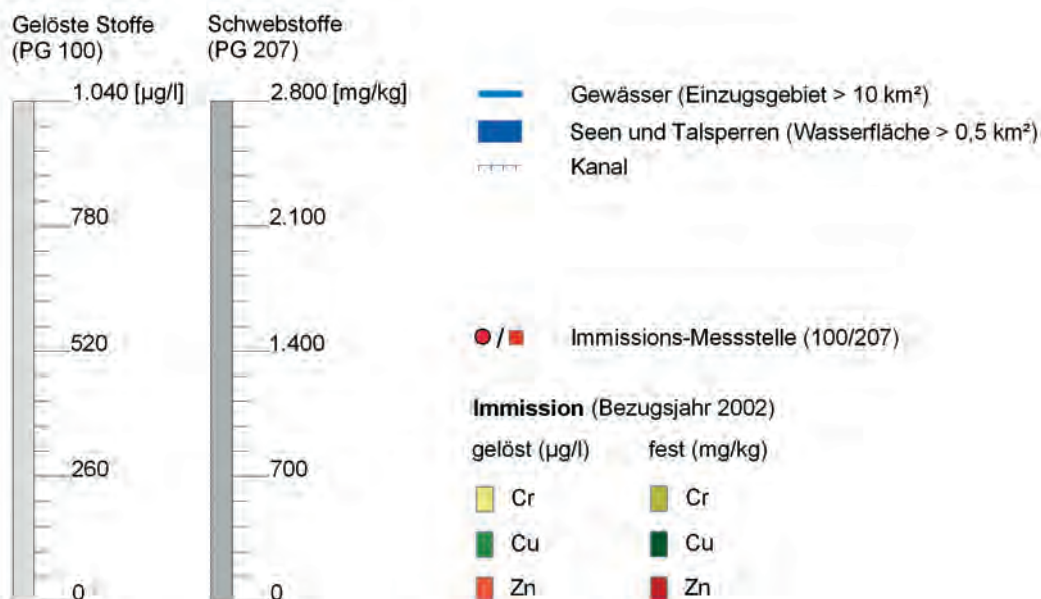 Gelöste Stoffe
(PG 100)
1.040 [µg/l]
780
520
260
0
Schwebstoffe
(PG 207)
2.800 [mg/kg]
2.100
1.400
700
0
Gewässer (Einzugsgebiet > 10 km²)
Seen und Talsperren (Wasserfläche > 0,5 km²)
Kanal
/
Immissions-Messstelle (100/207)
Immission (Bezugsjahr 2002)
gelöst (µg/l) fest (mg/kg)
Cr Cr
Cu Cu
Zn Zn